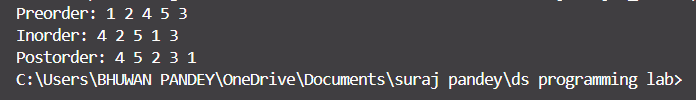 Preorder: 1 2 4 5 3
Inorder: 4 2 5 1 3
Postorder: 4 5 2 3 1
C:\Users\BHUWAN PANDEY\OneDrive\Documents\suraj pandey\ds programming lab>